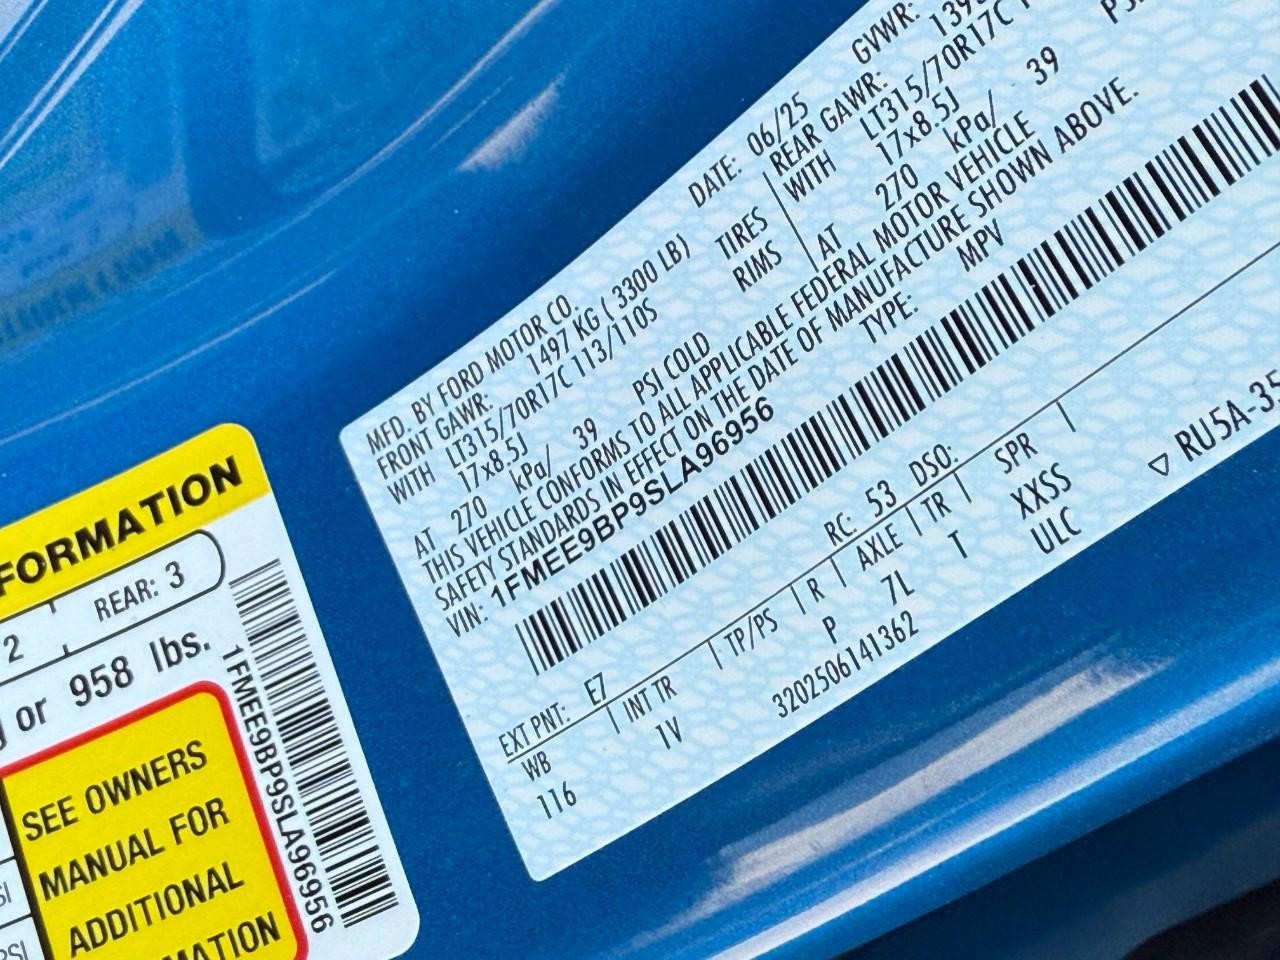 MFD. BY FORD MOTOR CO.
DATE: 06/25
GVWR:
FRONT GAWR: 1497 KG ( 3300 LB)
REAR GAWR:
WITH LT315/70R17C 113/110S TIRES
WITH LT315/70R17C
17x8.5J RIMS
17x8.5J
AT 270 kPa/ 39 PSI COLD
AT 270 kPa/ 39
THIS VEHICLE CONFORMS TO ALL APPLICABLE FEDERAL MOTOR VEHICLE
SAFETY STANDARDS IN EFFECT ON THE DATE OF MANUFACTURE SHOWN ABOVE.
VIN: 1FMEE9BP9SLA96956
TYPE: MPV
EXT PNT: E7 RC: 53 DSO:
WB | INT TR | TP/PS | R | AXLE | TR | SPR |
116 1V P 7L T XXSS
3202506141362 ULC
▽ RU5A-35
FORMATION
2 REAR: 3
or 958 lbs.
SEE OWNERS
MANUAL FOR
ADDITIONAL
MATION
1FMEE9BP9SLA96956